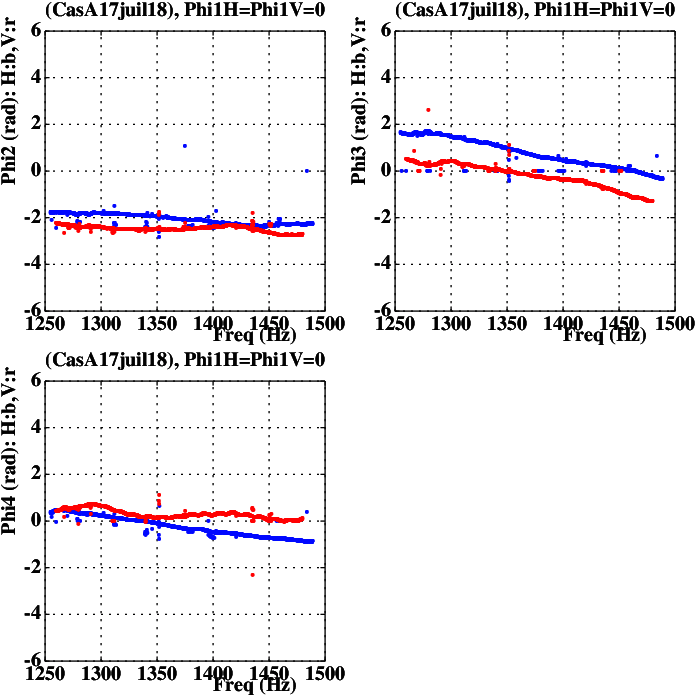 (CasA17juil18), Phi1H=Phi1V=0
Phi2 (rad): H:b,V:r
6
4
2
0
-2
-4
-6
1250 1300 1350 1400 1450 1500
Freq (Hz)
(CasA17juil18), Phi1H=Phi1V=0
Phi3 (rad): H:b,V:r
6
4
2
0
-2
-4
-6
1250 1300 1350 1400 1450 1500
Freq (Hz)
(CasA17juil18), Phi1H=Phi1V=0
Phi4 (rad): H:b,V:r
6
4
2
0
-2
-4
-6
1250 1300 1350 1400 1450 1500
Freq (Hz)